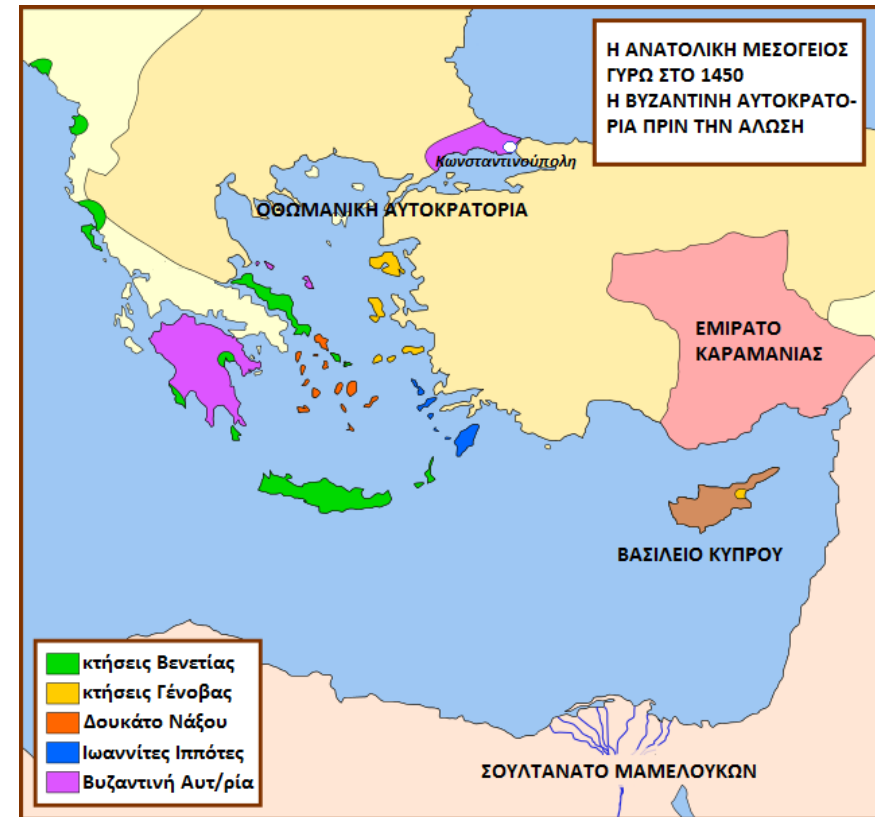 Η ΑΝΑΤΟΛΙΚΗ ΜΕΣΟΓΕΙΟΣ
ΓΥΡΩ ΣΤΟ 1450
Η ΒΥΖΑΝΤΙΝΗ ΑΥΤΟΚΡΑΤΟ-
ΡΙΑ ΠΡΙΝ ΤΗΝ ΑΛΩΣΗ
Κωνσταντινούπολη
ΟΘΩΜΑΝΙΚΗ ΑΥΤΟΚΡΑΤΟΡΙΑ
ΕΜΙΡΑΤΟ
ΚΑΡΑΜΑΝΙΑΣ
ΒΑΣΙΛΕΙΟ ΚΥΠΡΟΥ
κτήσεις Βενετίας
κτήσεις Γένοβας
Δουκάτο Νάξου
Ιωαννίτες Ιππότες
Βυζαντινή Αυτ/ρία
ΣΟΥΛΤΑΝΑΤΟ ΜΑΜΕΛΟΥΚΩΝ